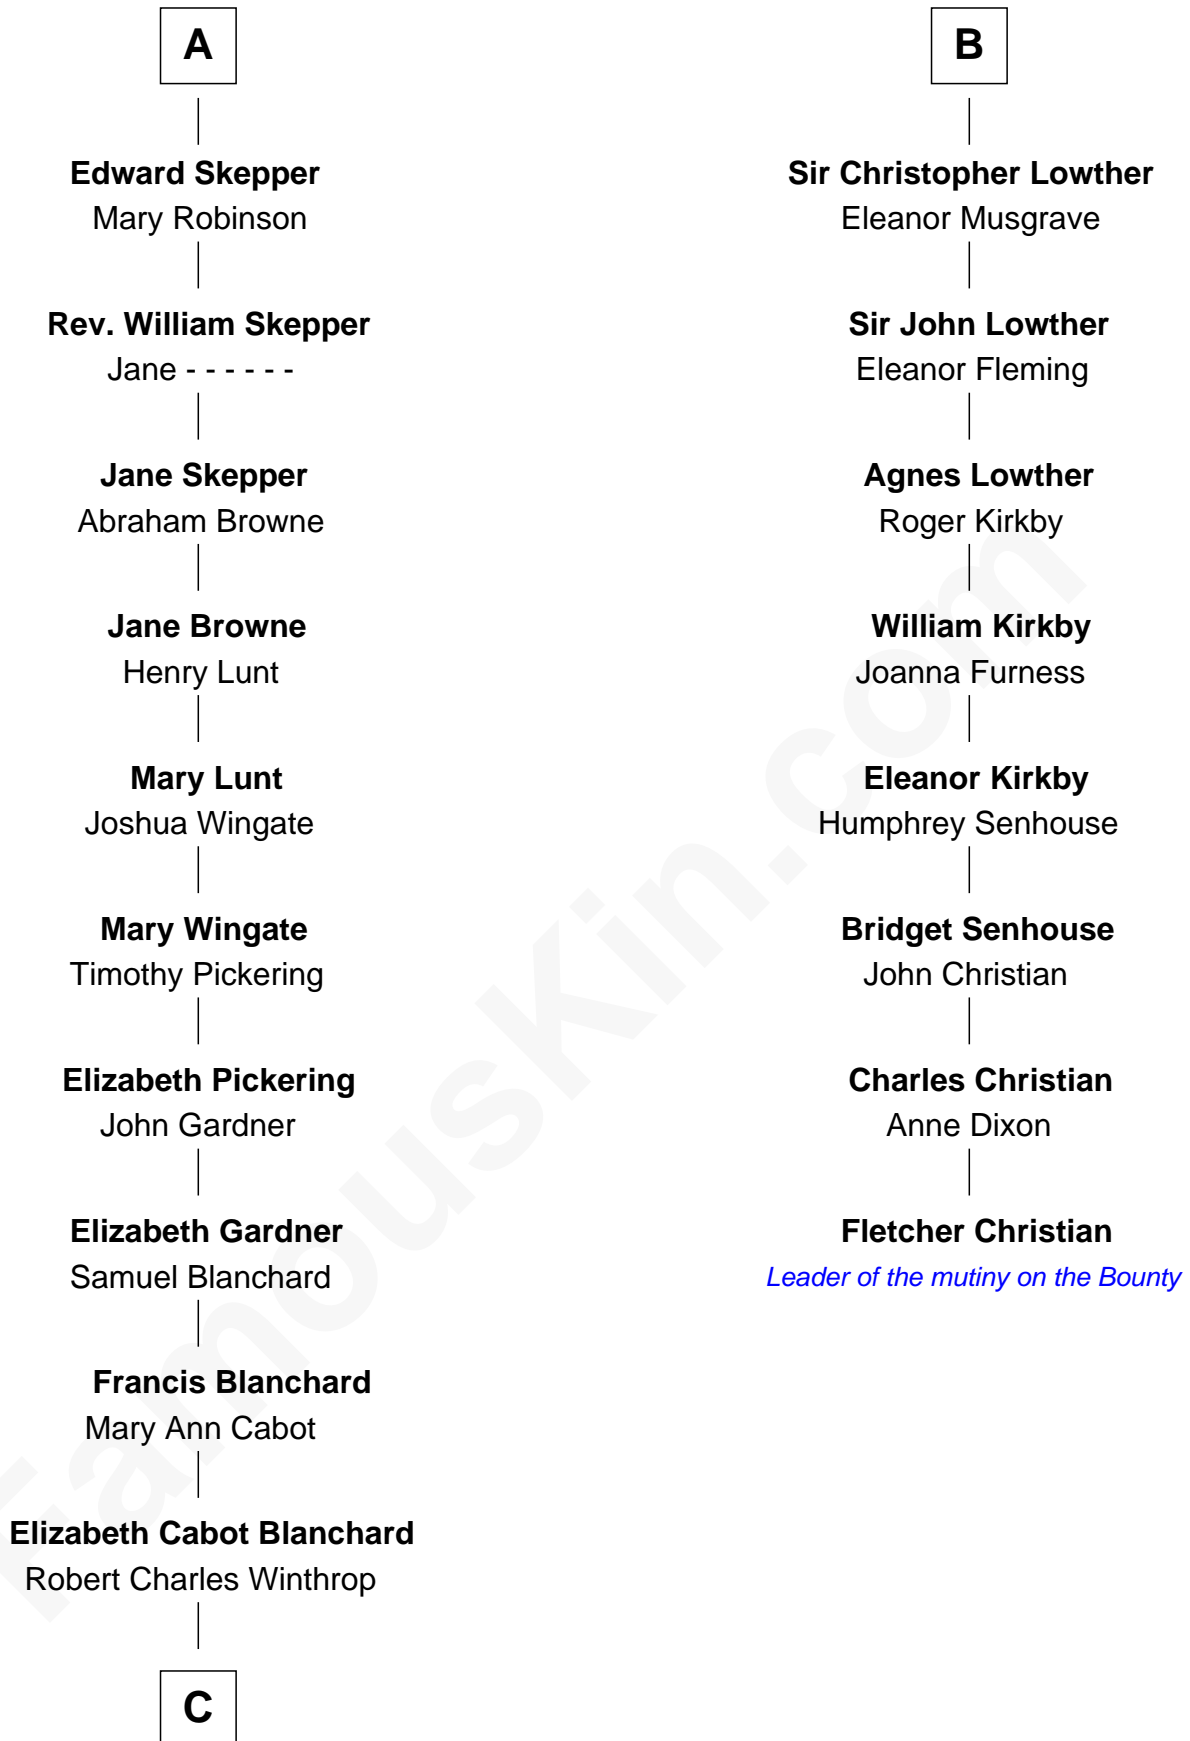 A
Edward Skepper
Mary Robinson
Rev. William Skepper
Jane - - - - - -
Jane Skepper
Abraham Browne
Jane Browne
Henry Lunt
Mary Lunt
Joshua Wingate
Mary Wingate
Timothy Pickering
Elizabeth Pickering
John Gardner
Elizabeth Gardner
Samuel Blanchard
Francis Blanchard
Mary Ann Cabot
Elizabeth Cabot Blanchard
Robert Charles Winthrop
C
B
Sir Christopher Lowther
Eleanor Musgrave
Sir John Lowther
Eleanor Fleming
Agnes Lowther
Roger Kirkby
William Kirkby
Joanna Furness
Eleanor Kirkby
Humphrey Senhouse
Bridget Senhouse
John Christian
Charles Christian
Anne Dixon
Fletcher Christian
Leader of the mutiny on the Bounty
FamousKin.com